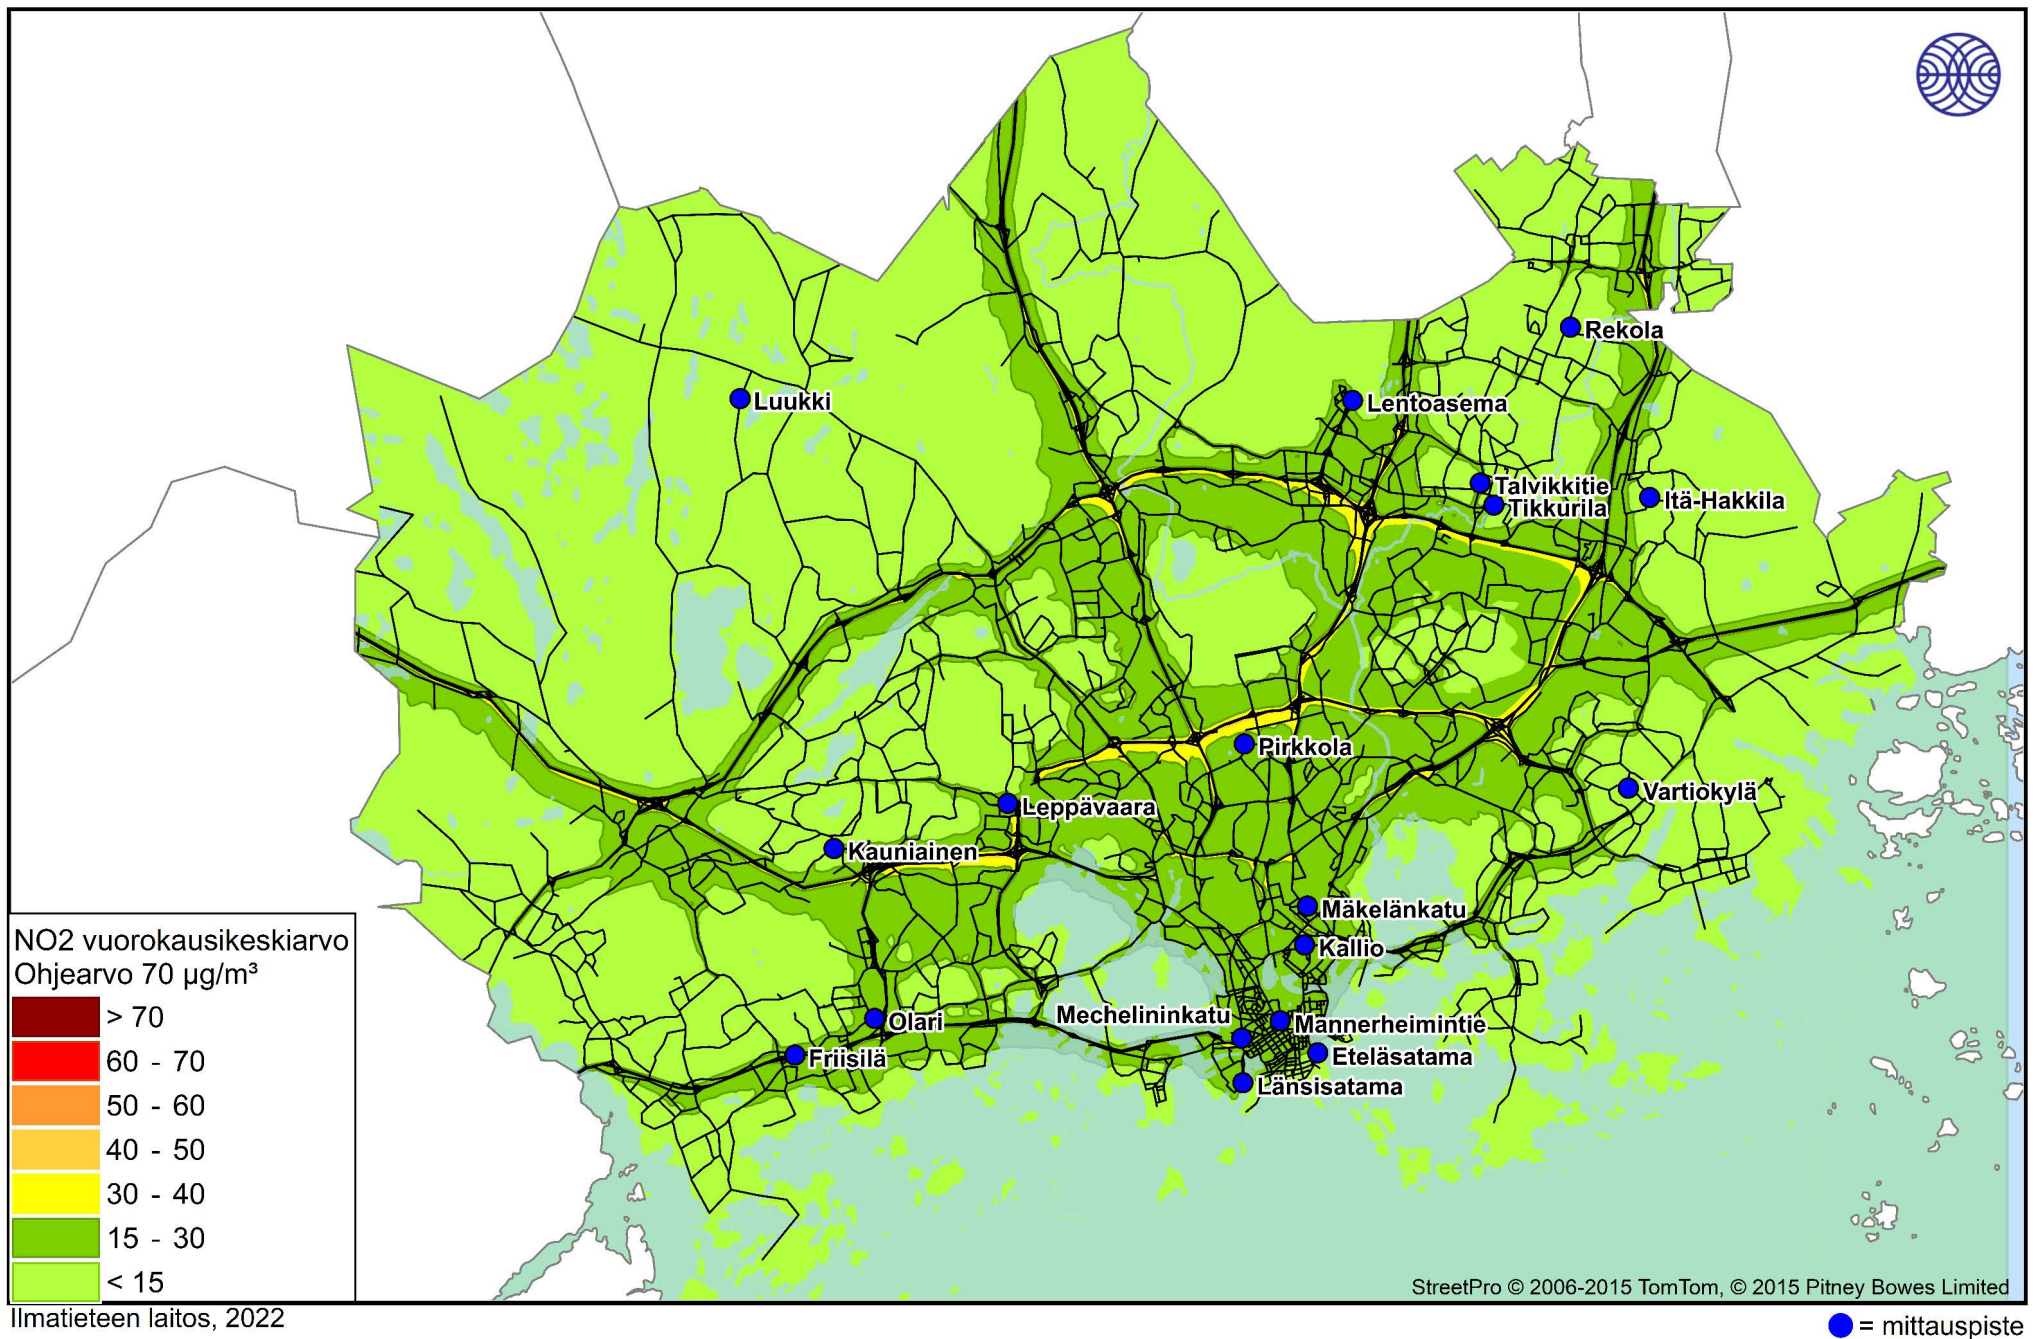 Rekola
Luukki
Lentoasema
Talvikkitie
Tikkurila
Itä-Hakkila
Pirkkola
Vartiokylä
Leppävaara
Kauniainen
Mäkelänkatu
Kallio
Mechelininkatu
Olari
Mannerheimintie
Friisilä
Eteläsatama
Länsisatama
NO2 vuorokausikeskiarvo
Ohjearvo 70 µg/m³
> 70
60 - 70
50 - 60
40 - 50
30 - 40
15 - 30
< 15
StreetPro © 2006-2015 TomTom, © 2015 Pitney Bowes Limited
Ilmatieteen laitos, 2022
= mittauspiste